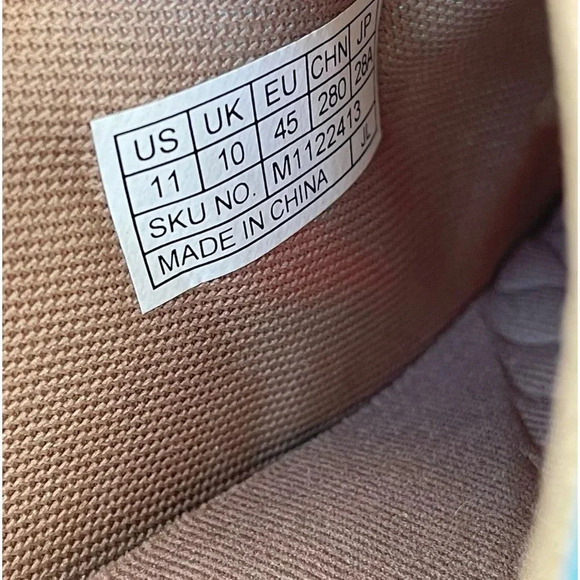 US UK EU CHN JP
11 10 45 280 28A
SKU NO. M1122413
MADE IN CHINA JL